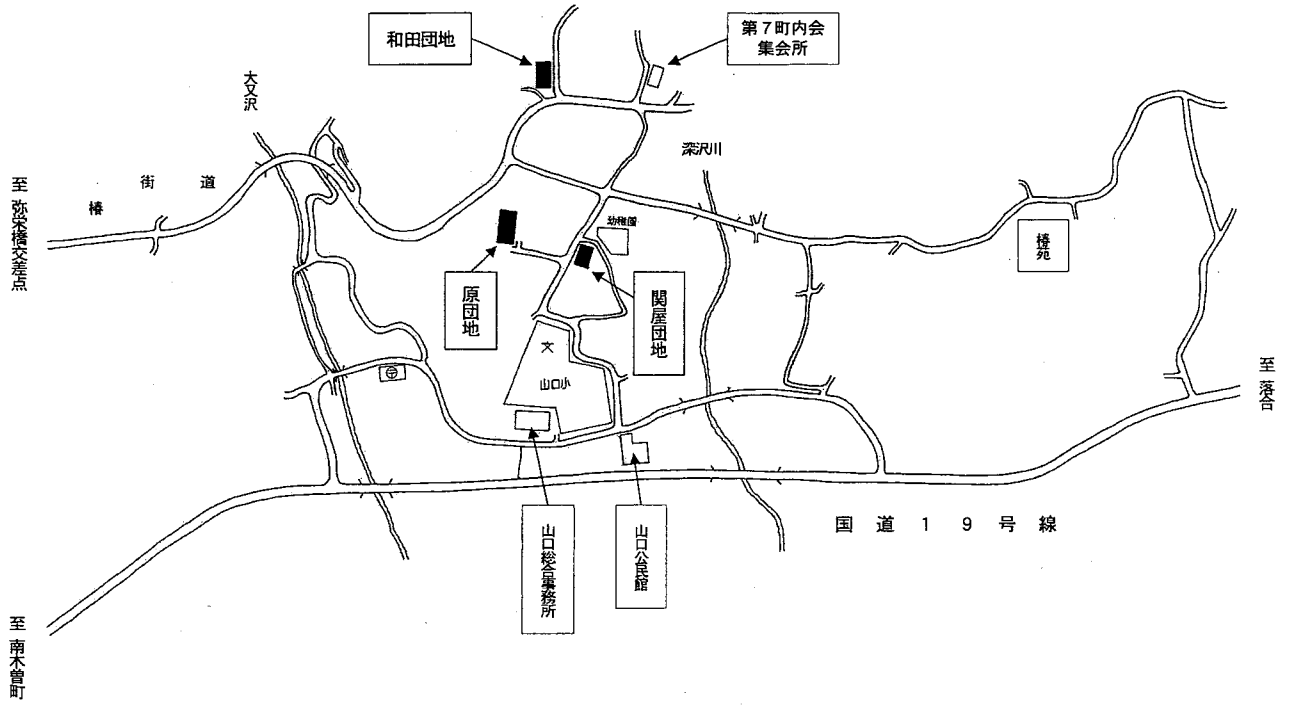 和田団地
第7町内会
集会所
大又沢
深沢川
至 弥栄橋交差点
椿街道
幼稚園
椿苑
原団地
関屋団地
文
山口小
〒
至 落合
山口総合事務所
山口公民館
国道19号線
至 南木曽町